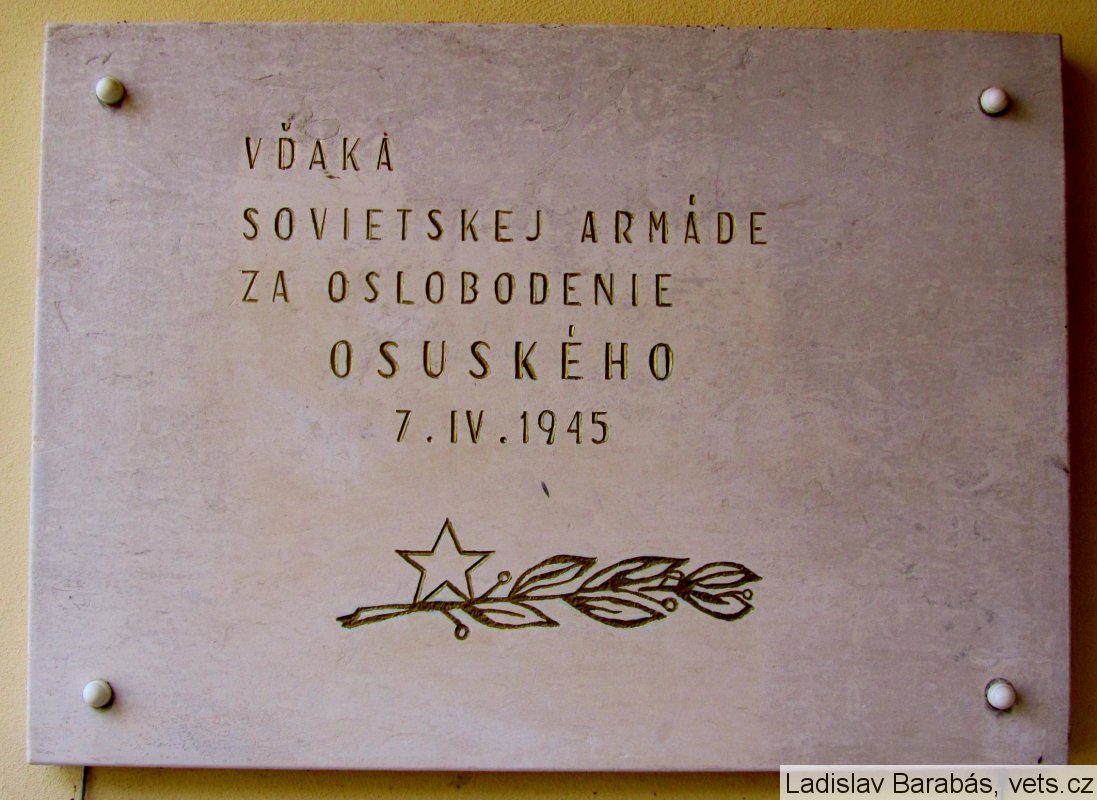 VĎAKA
SOVIETSKEJ ARMÁDE
ZA OSLOBODENIE
OSUSKÉHO
7.IV.1945
Ladislav Barabás, vets.cz